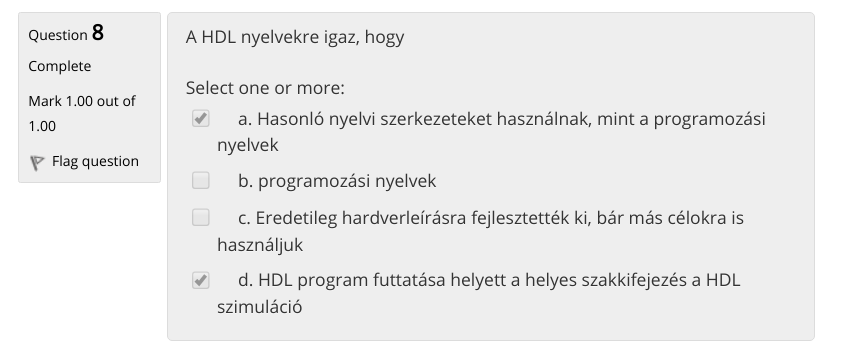 Question 8
Complete
Mark 1.00 out of
1.00
Flag question
A HDL nyelvekre igaz, hogy
Select one or more:
a. Hasonló nyelvi szerkezeteket használnak, mint a programozási
nyelvek
b. programozási nyelvek
c. Eredetileg hardverleírásra fejlesztették ki, bár más célokra is
használjuk
d. HDL program futtatása helyett a helyes szakkifejezés a HDL
szimuláció